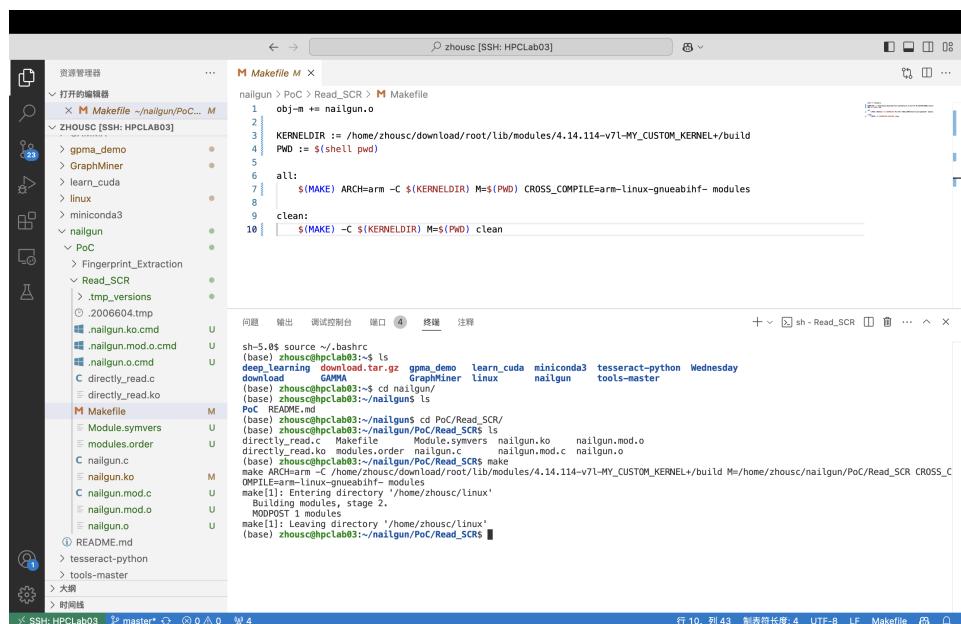 zhousc [SSH: HPCLab03]
资源管理器
打开的编辑器
Makefile ~/nailgun/PoC... M
ZHOUSC [SSH: HPCLAB03]
gpma_demo
GraphMiner
learn_cuda
linux
miniconda3
nailgun
PoC
Fingerprint_Extraction
Read_SCR
.tmp_versions
.2006604.tmp
.nailgun.ko.cmd U
.nailgun.mod.o.cmd U
.nailgun.o.cmd U
directly_read.c
directly_read.ko
Makefile M
Module.symvers U
modules.order U
nailgun.c
nailgun.ko M
nailgun.mod.c U
nailgun.mod.o U
nailgun.o U
README.md
tesseract-python
tools-master
大纲
时间线
23
1
Makefile M
nailgun > PoC > Read_SCR > Makefile
1 obj-m += nailgun.o
2
3 KERNELDIR := /home/zhousc/download/root/lib/modules/4.14.114-v7l-MY_CUSTOM_KERNEL+/build
4 PWD := $(shell pwd)
5
6 all:
7 $(MAKE) ARCH=arm -C $(KERNELDIR) M=$(PWD) CROSS_COMPILE=arm-linux-gnueabihf- modules
8
9 clean:
10 $(MAKE) -C $(KERNELDIR) M=$(PWD) clean
问题 输出 调试控制台 端口 4 终端 注释
sh - Read_SCR
sh-5.0$ source ~/.bashrc
(base) zhousc@hpclab03:~$ ls
deep_learning download.tar.gz gpma_demo learn_cuda miniconda3 tesseract-python Wednesday
download GAMMA GraphMiner linux nailgun tools-master
(base) zhousc@hpclab03:~$ cd nailgun/
(base) zhousc@hpclab03:~/nailgun$ ls
PoC README.md
(base) zhousc@hpclab03:~/nailgun$ cd PoC/Read_SCR/
(base) zhousc@hpclab03:~/nailgun/PoC/Read_SCR$ ls
directly_read.c Makefile Module.symvers nailgun.ko nailgun.mod.o
directly_read.ko modules.order nailgun.c nailgun.mod.c nailgun.o
(base) zhousc@hpclab03:~/nailgun/PoC/Read_SCR$ make
make ARCH=arm -C /home/zhousc/download/root/lib/modules/4.14.114-v7l-MY_CUSTOM_KERNEL+/build M=/home/zhousc/nailgun/PoC/Read_SCR CROSS_C
OMPILE=arm-linux-gnueabihf- modules
make[1]: Entering directory '/home/zhousc/linux'
Building modules, stage 2.
MODPOST 1 modules
make[1]: Leaving directory '/home/zhousc/linux'
(base) zhousc@hpclab03:~/nailgun/PoC/Read_SCR$
SSH: HPCLab03 master* 0 0 4 行 10，列 43 制表符长度: 4 UTF-8 LF Makefile